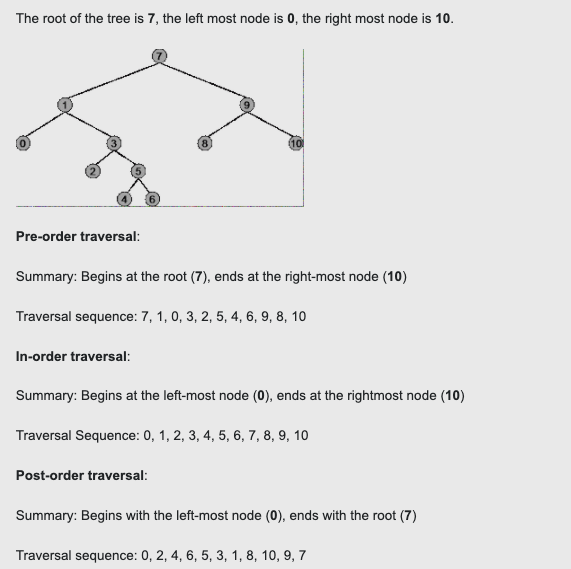 The root of the tree is 7, the left most node is 0, the right most node is 10.
7
1
9
0
3
8
10
2
5
4
6
Pre-order traversal:
Summary: Begins at the root (7), ends at the right-most node (10)
Traversal sequence: 7, 1, 0, 3, 2, 5, 4, 6, 9, 8, 10
In-order traversal:
Summary: Begins at the left-most node (0), ends at the rightmost node (10)
Traversal Sequence: 0, 1, 2, 3, 4, 5, 6, 7, 8, 9, 10
Post-order traversal:
Summary: Begins with the left-most node (0), ends with the root (7)
Traversal sequence: 0, 2, 4, 6, 5, 3, 1, 8, 10, 9, 7